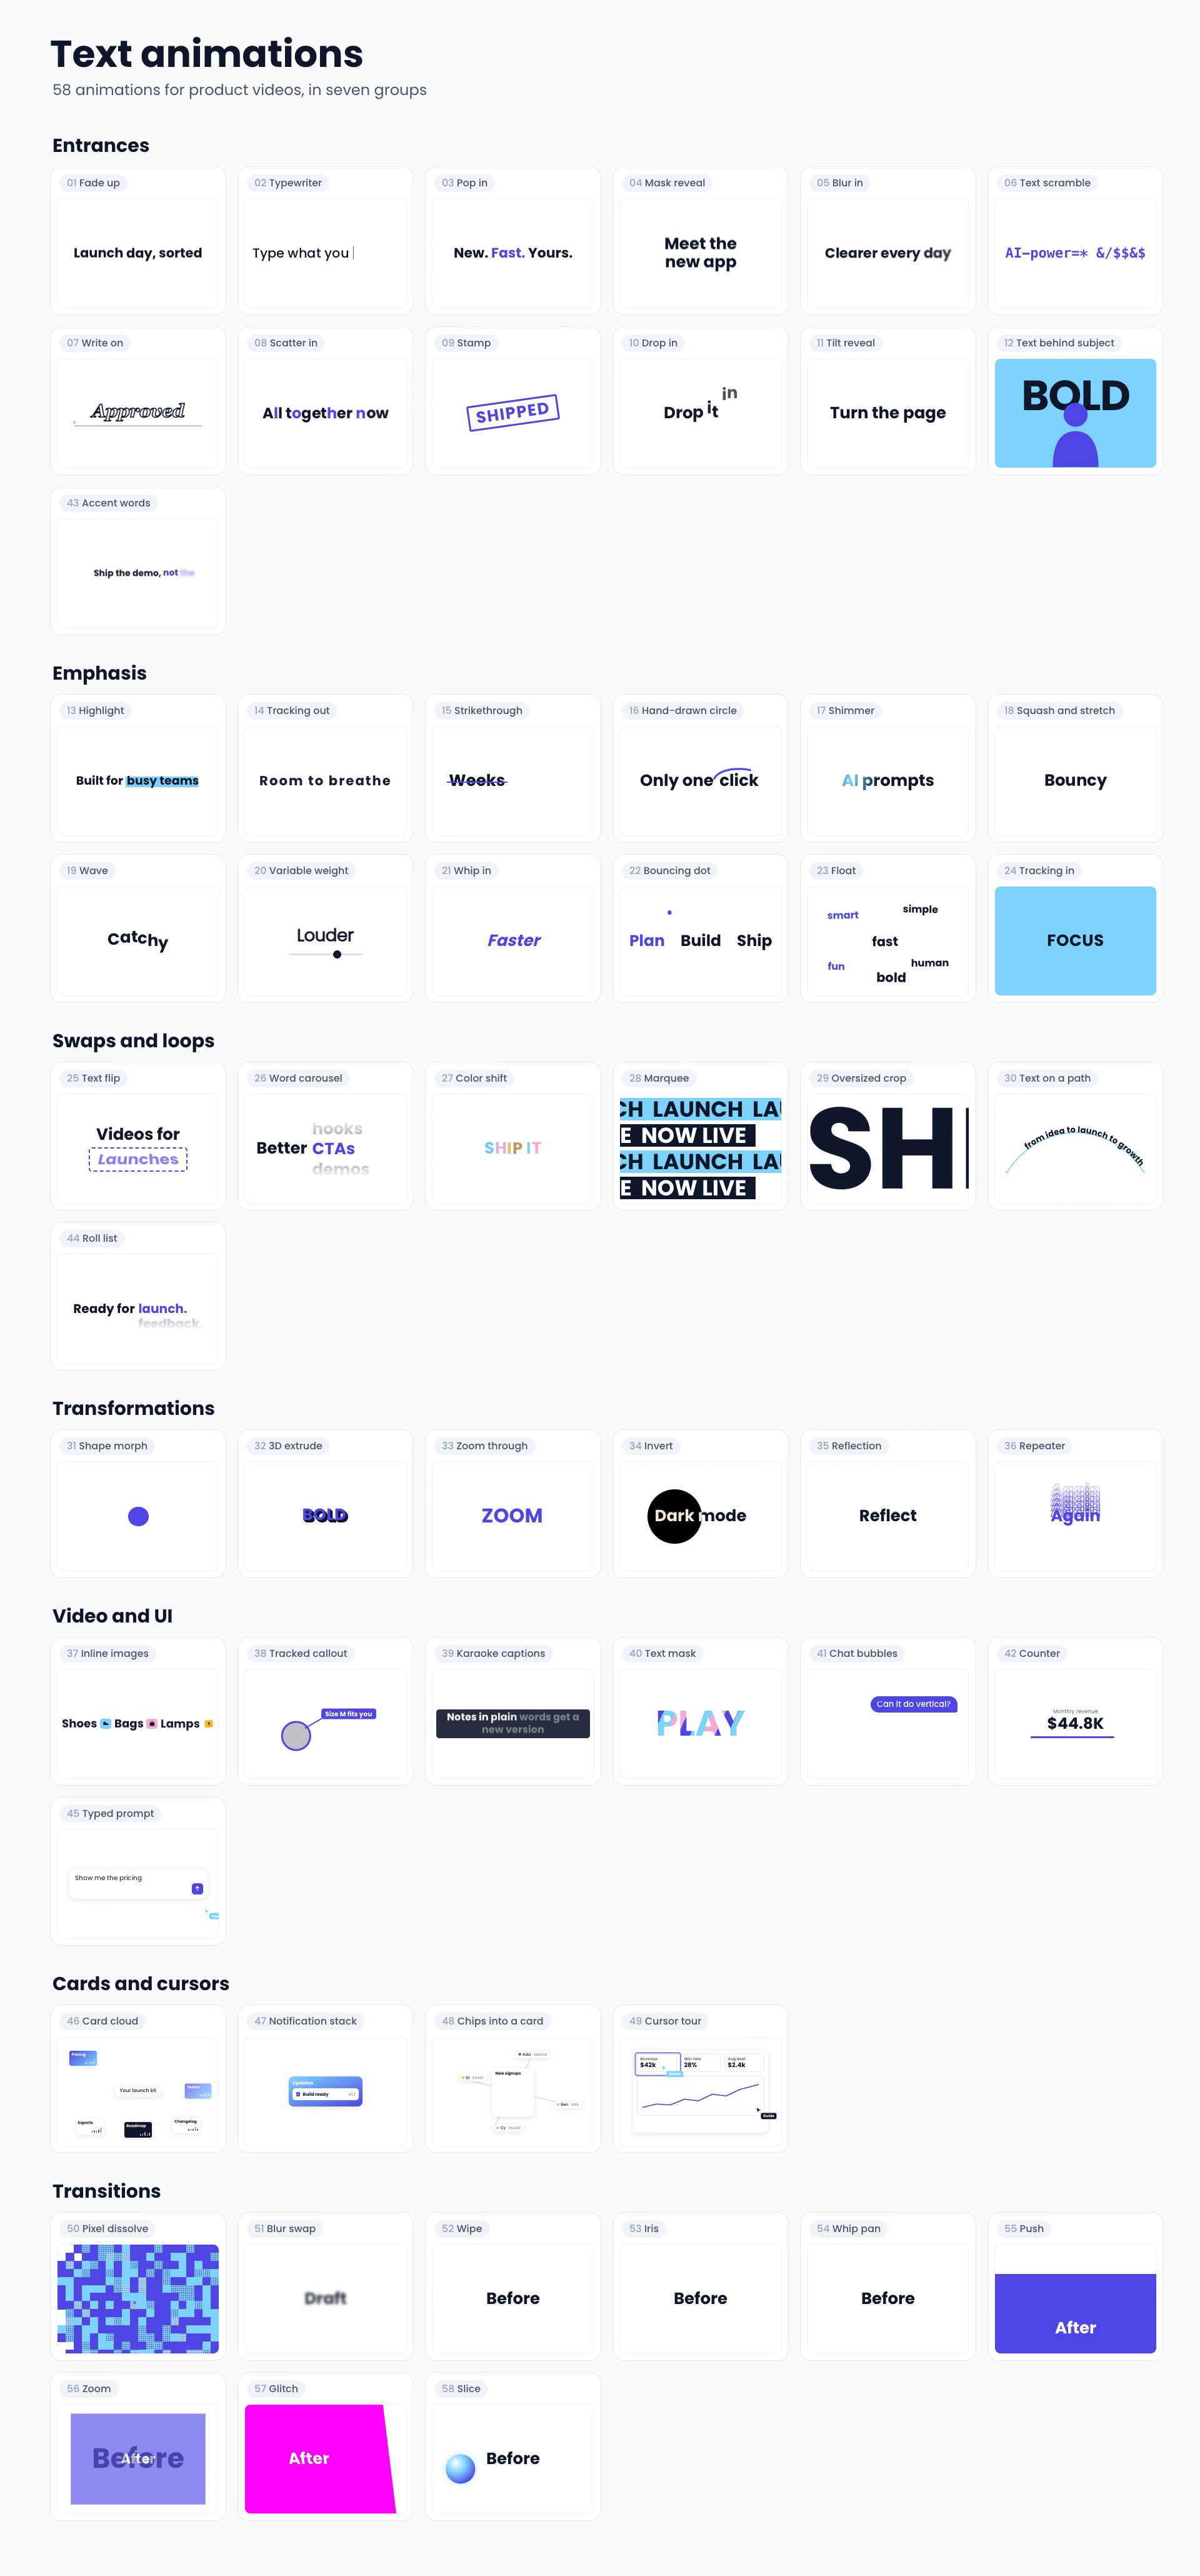 Text animations
58 animations for product videos, in seven groups
Entrances
01 Fade up
Launch day, sorted
02 Typewriter
Type what you
03 Pop in
New. Fast. Yours.
04 Mask reveal
Meet the
new app
05 Blur in
Clearer every day
06 Text scramble
AI-power=* &/$$&$
07 Write on
Approved
08 Scatter in
All together now
09 Stamp
SHIPPED
10 Drop in
Drop it in
11 Tilt reveal
Turn the page
12 Text behind subject
BOLD
43 Accent words
Ship the demo, not the
Emphasis
13 Highlight
Built for busy teams
14 Tracking out
Room to breathe
15 Strikethrough
Weeks
16 Hand-drawn circle
Only one click
17 Shimmer
AI prompts
18 Squash and stretch
Bouncy
19 Wave
Catchy
20 Variable weight
Louder
21 Whip in
Faster
22 Bouncing dot
Plan Build Ship
23 Float
smart
simple
fast
fun
human
bold
24 Tracking in
FOCUS
Swaps and loops
25 Text flip
Videos for
Launches
26 Word carousel
hooks
Better CTAs
demos
27 Color shift
SHIP IT
28 Marquee
CH LAUNCH LA
E NOW LIVE
CH LAUNCH LA
E NOW LIVE
29 Oversized crop
SH
30 Text on a path
from idea to launch to growth
44 Roll list
Ready for launch.
feedback.
Transformations
31 Shape morph
32 3D extrude
BOLD
33 Zoom through
ZOOM
34 Invert
Dark mode
35 Reflection
Reflect
36 Repeater
Again
Video and UI
37 Inline images
Shoes Bags Lamps
38 Tracked callout
Size M fits you
39 Karaoke captions
Notes in plain words get a
new version
40 Text mask
PLAY
41 Chat bubbles
Can it do vertical?
42 Counter
Monthly revenue
$44.8K
45 Typed prompt
Show me the pricing
Cards and cursors
46 Card cloud
Pricing
Your launch kit
Exports
Roadmap
Changelog
47 Notification stack
Updates
Build ready
48 Chips into a card
Ada
New signups
Ben
Cy
49 Cursor tour
Revenue
$42k
Win rate
28%
Avg deal
$2.4k
Guide
Transitions
50 Pixel dissolve
51 Blur swap
Draft
52 Wipe
Before
53 Iris
Before
54 Whip pan
Before
55 Push
After
56 Zoom
Before
After
57 Glitch
After
58 Slice
Before